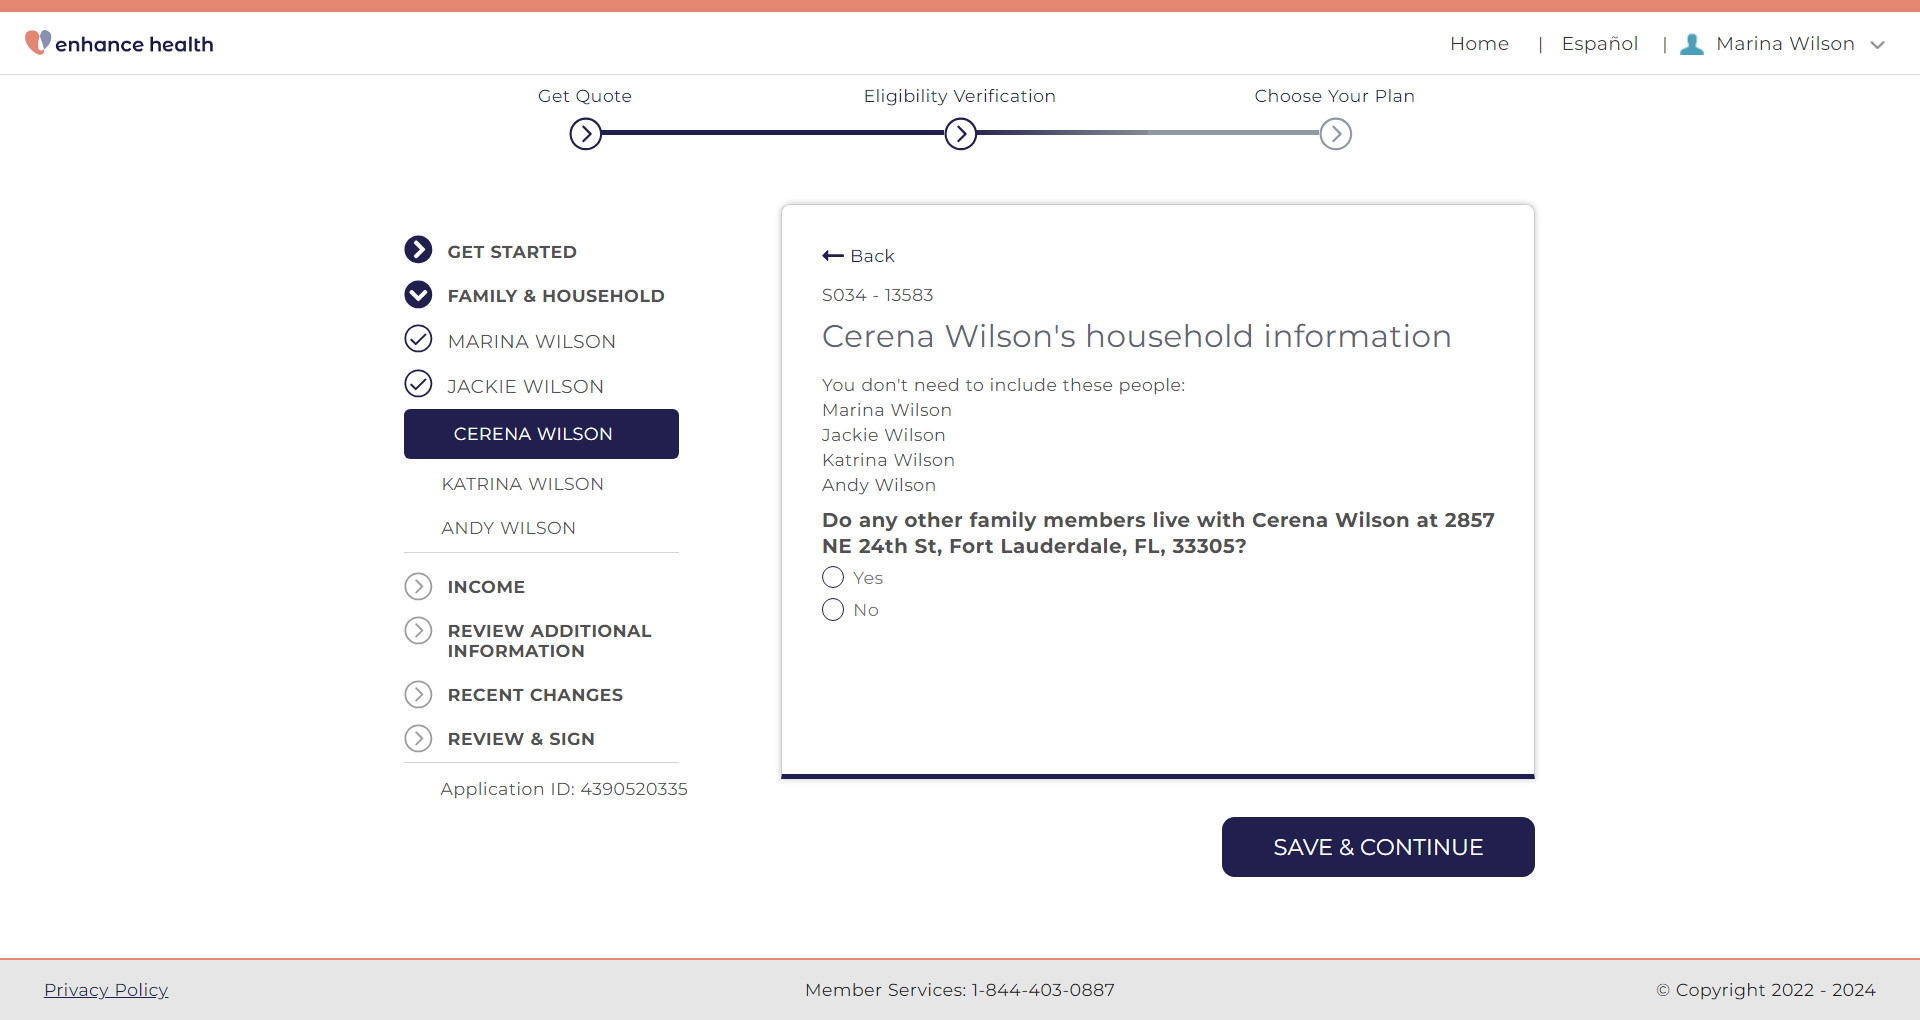 enhance health
Home | Español | Marina Wilson
Get Quote
Eligibility Verification
Choose Your Plan
GET STARTED
FAMILY & HOUSEHOLD
MARINA WILSON
JACKIE WILSON
CERENA WILSON
KATRINA WILSON
ANDY WILSON
INCOME
REVIEW ADDITIONAL
INFORMATION
RECENT CHANGES
REVIEW & SIGN
Application ID: 4390520335
Back
S034 - 13583
Cerena Wilson's household information
You don't need to include these people:
Marina Wilson
Jackie Wilson
Katrina Wilson
Andy Wilson
Do any other family members live with Cerena Wilson at 2857
NE 24th St, Fort Lauderdale, FL, 33305?
Yes
No
SAVE & CONTINUE
Privacy Policy
Member Services: 1-844-403-0887
© Copyright 2022 - 2024